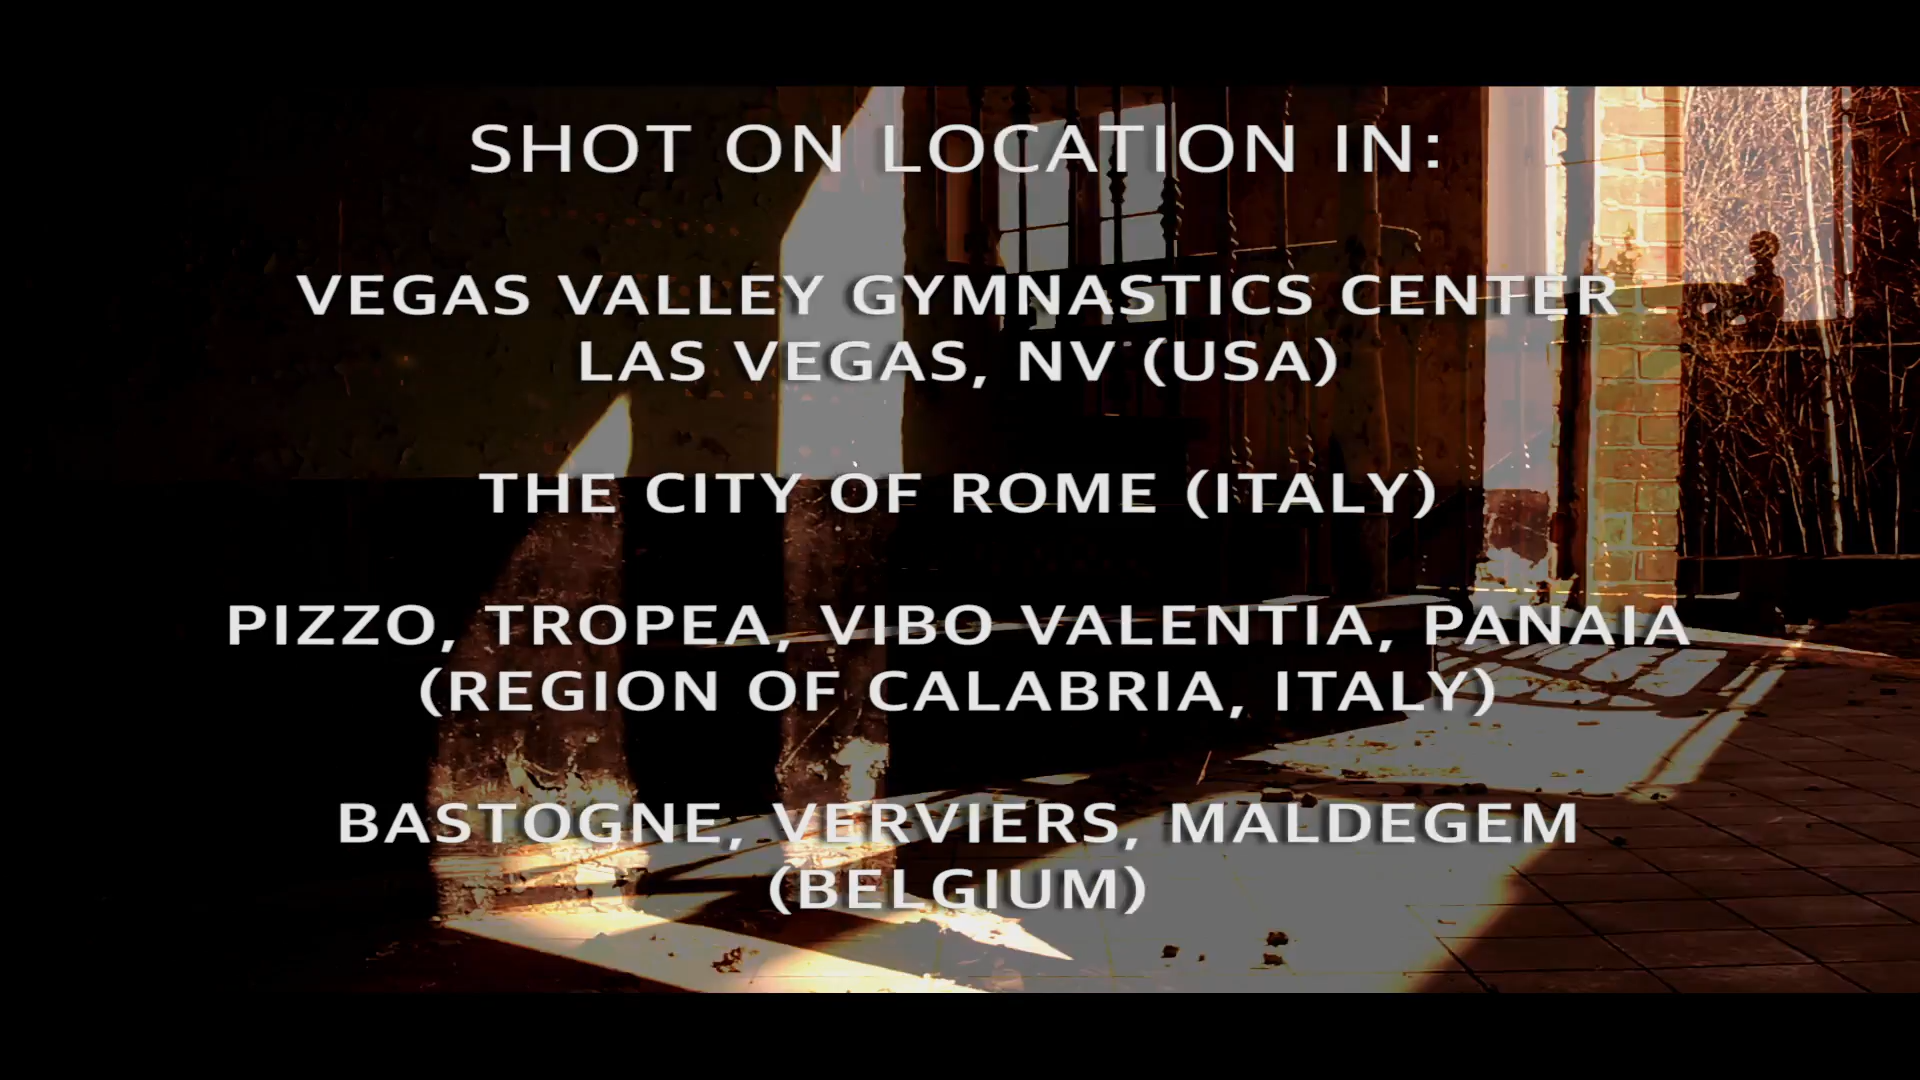 SHOT ON LOCATION IN:
VEGAS VALLEY GYMNASTICS CENTER
LAS VEGAS, NV (USA)
THE CITY OF ROME (ITALY)
PIZZO, TROPEA, VIBO VALENTIA, PANAIA
(REGION OF CALABRIA, ITALY)
BASTOGNE, VERVIERS, MALDEGEM
(BELGIUM)